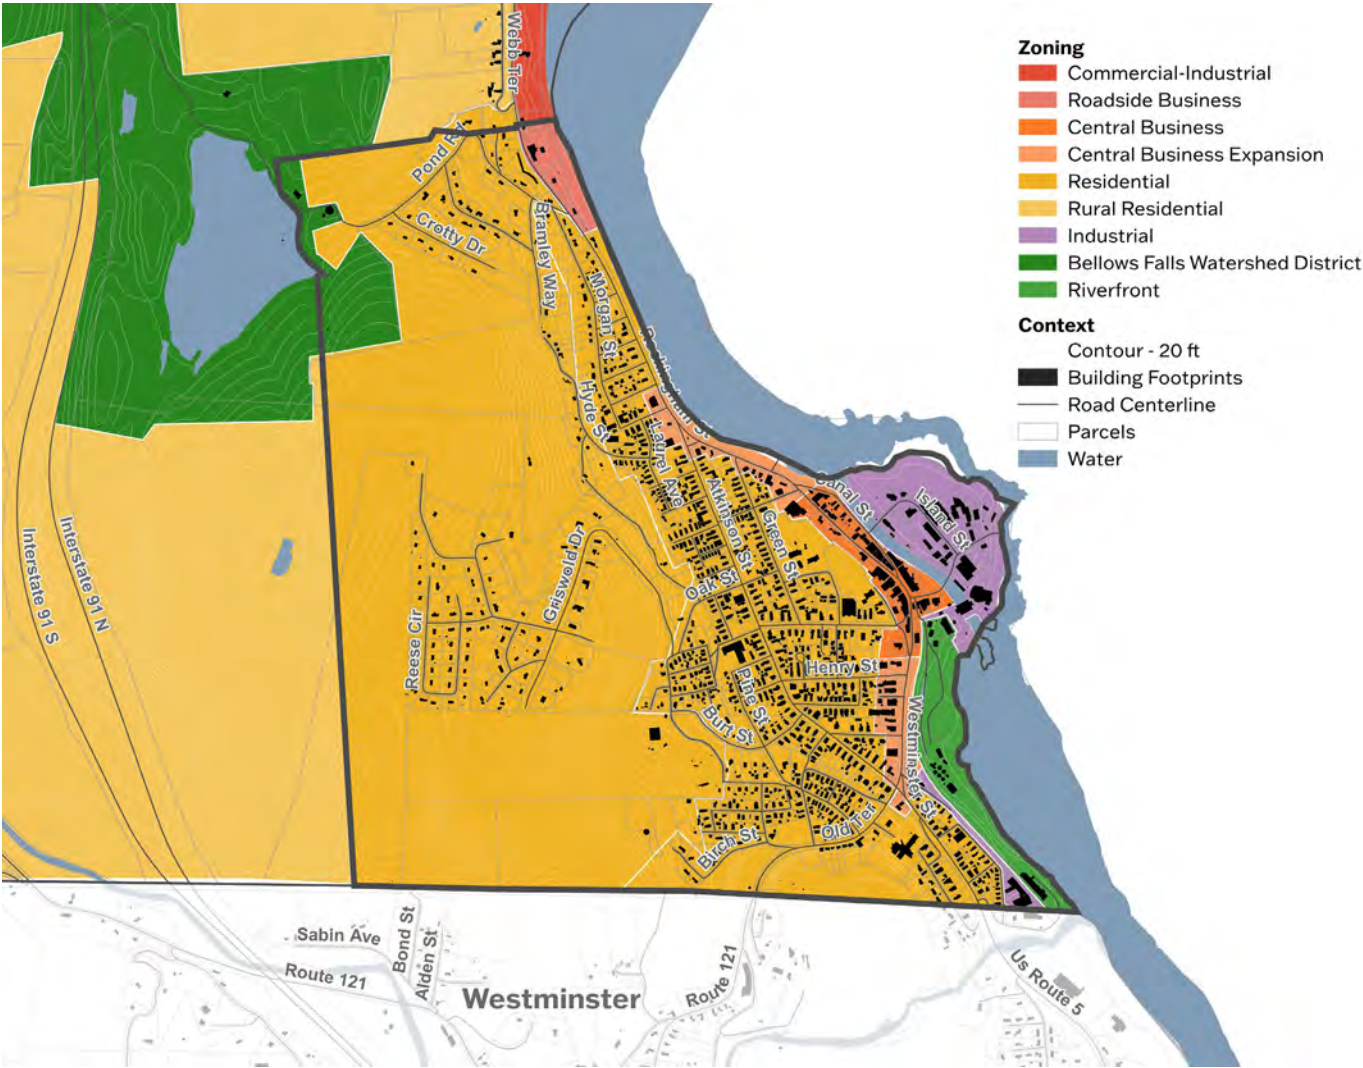 Zoning
Commercial-Industrial
Roadside Business
Central Business
Central Business Expansion
Residential
Rural Residential
Industrial
Bellows Falls Watershed District
Riverfront
Context
Contour - 20 ft
Building Footprints
Road Centerline
Parcels
Water
Webb Ter
Pond Rd
Crotty Dr
Bramley Way
Morgan St
Hyde St
Laurel Ave
Atkinson St
Green St
Canal St
Island St
Interstate 91 N
Interstate 91 S
Griswold Dr
Oak St
Reese Cir
Henry St
Pine St
Burt St
Westminster St
Old Ter
Birch St
Sabin Ave
Bond St
Alden St
Route 121
Westminster
Route 121
Us Route 5